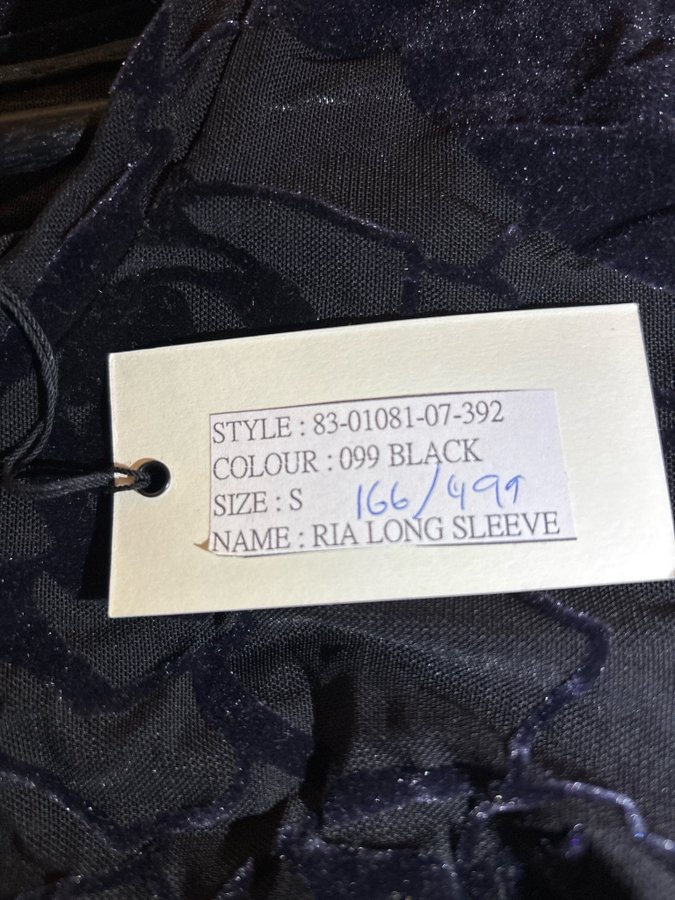 STYLE : 83-01081-07-392
COLOUR : 099 BLACK
SIZE : S 166/499
NAME : RIA LONG SLEEVE